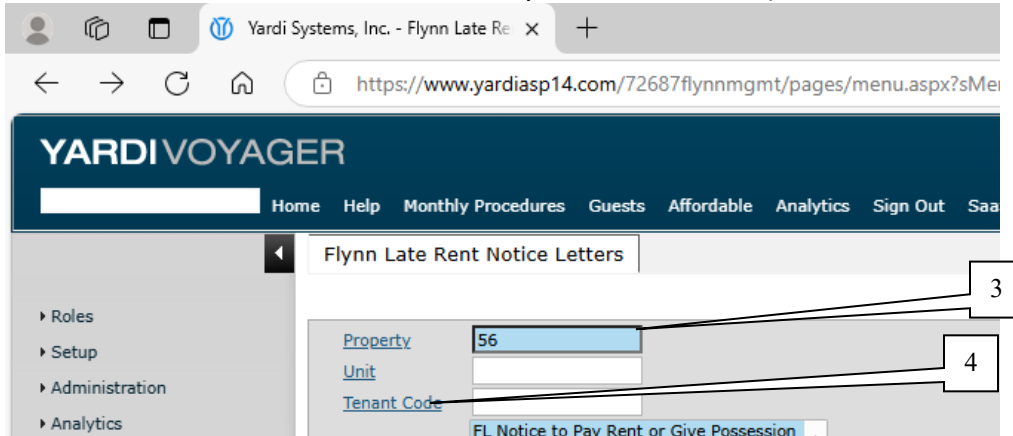 Yardi Systems, Inc. - Flynn Late Re
https://www.yardiasp14.com/72687flynnmgmt/pages/menu.aspx?sMe
YARDI VOYAGER
Home Help Monthly Procedures Guests Affordable Analytics Sign Out Saa
Flynn Late Rent Notice Letters
3
Roles
Property 56
Setup
Unit
4
Administration
Tenant Code
Analytics
FL Notice to Pay Rent or Give Possession